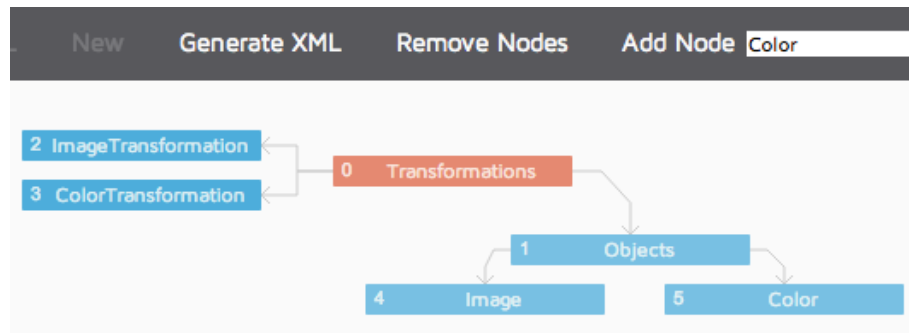 New Generate XML Remove Nodes Add Node Color
2 ImageTransformation
0 Transformations
3 ColorTransformation
1 Objects
4 Image
5 Color